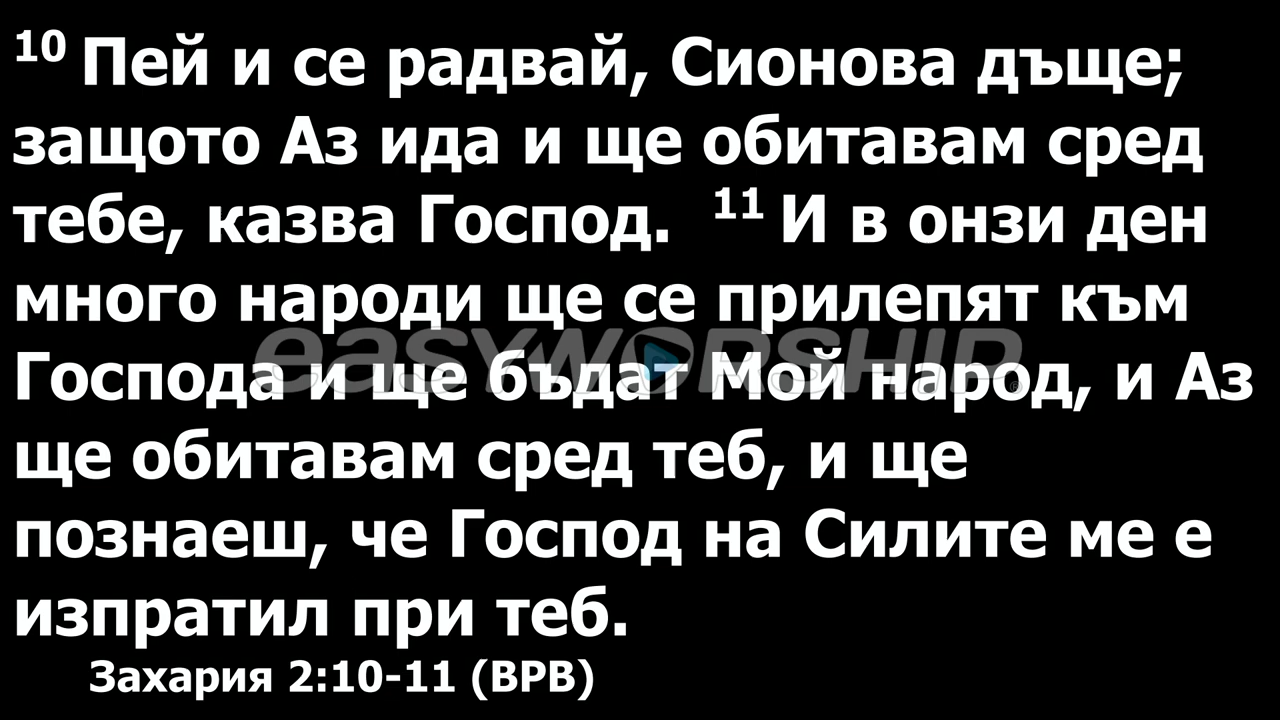 10 Пей и се радвай, Сионова дъще;
защото Аз ида и ще обитавам сред
тебе, казва Господ. 11 И в онзи ден
много народи ще се прилепят към
easyworship®
Господа и ще бъдат Мой народ, и Аз
ще обитавам сред теб, и ще
познаеш, че Господ на Силите ме е
изпратил при теб.
Захария 2:10-11 (ВРВ)